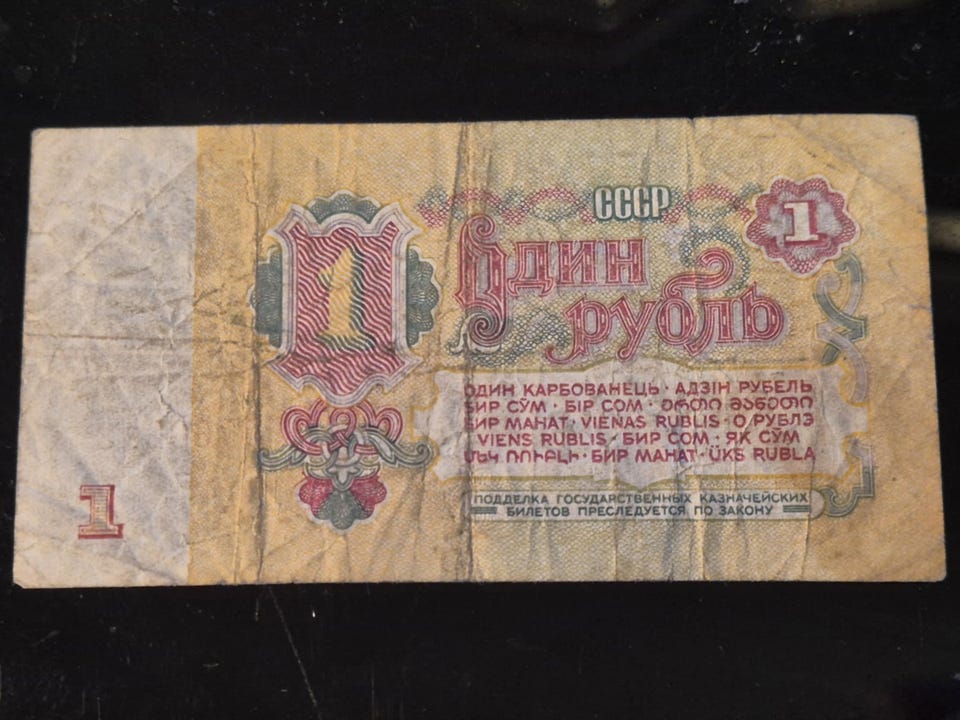 СССР
1
1
Один
рубль
ОДИН КАРБОВАНЕЦЬ · АДЗІН РУБЕЛЬ
БИР СЎМ · БІР СОМ · ᲔᲠᲗᲘ ᲛᲐᲜᲔᲗᲘ
БИР МАНАТ · VIENAS RUBLIS · О РУБЛЭ
VIENS RUBLIS · БИР СОМ · ЯК СӮМ
ՄԵԿ ՌՈՒԲԼԻ · БИР МАНАТ · ÜKS RUBLA
ПОДДЕЛКА ГОСУДАРСТВЕННЫХ КАЗНАЧЕЙСКИХ
БИЛЕТОВ ПРЕСЛЕДУЕТСЯ ПО ЗАКОНУ
1